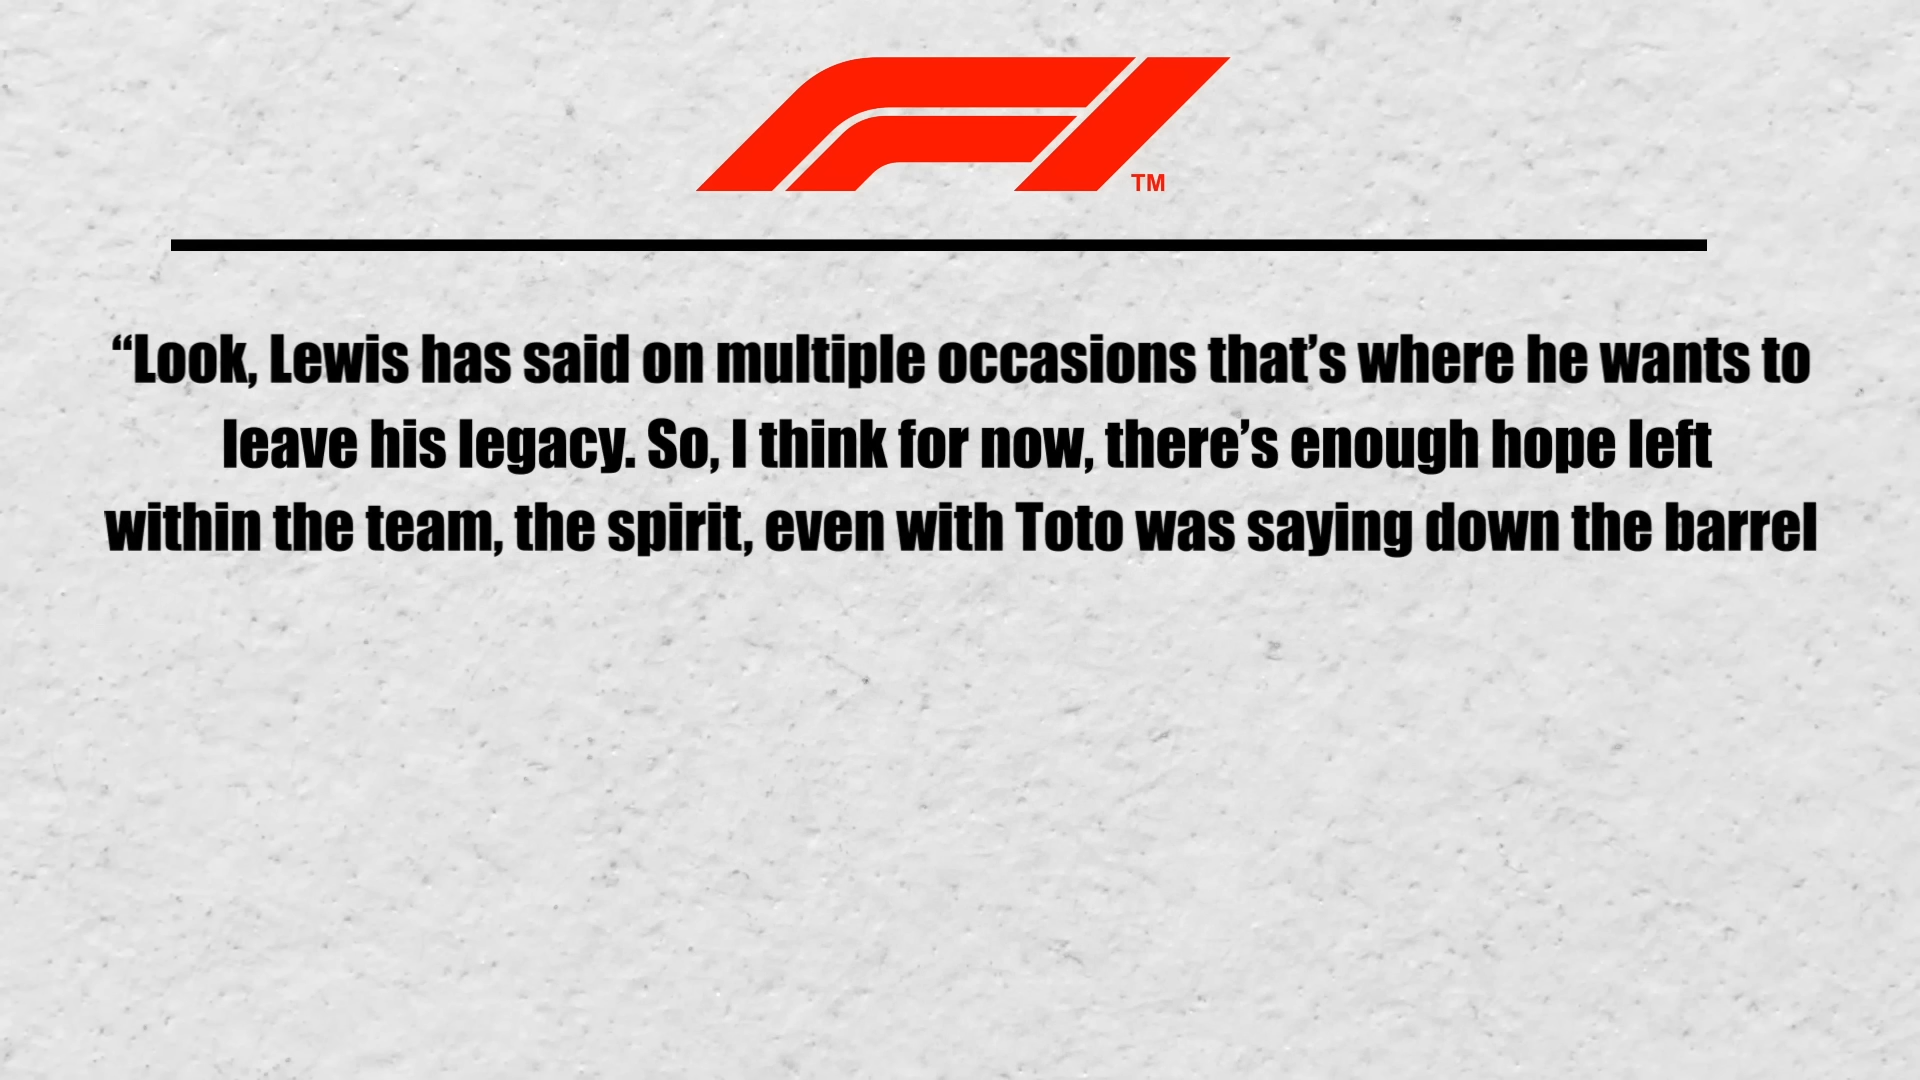 F1
TM
“Look, Lewis has said on multiple occasions that’s where he wants to
leave his legacy. So, I think for now, there’s enough hope left
within the team, the spirit, even with Toto was saying down the barrel